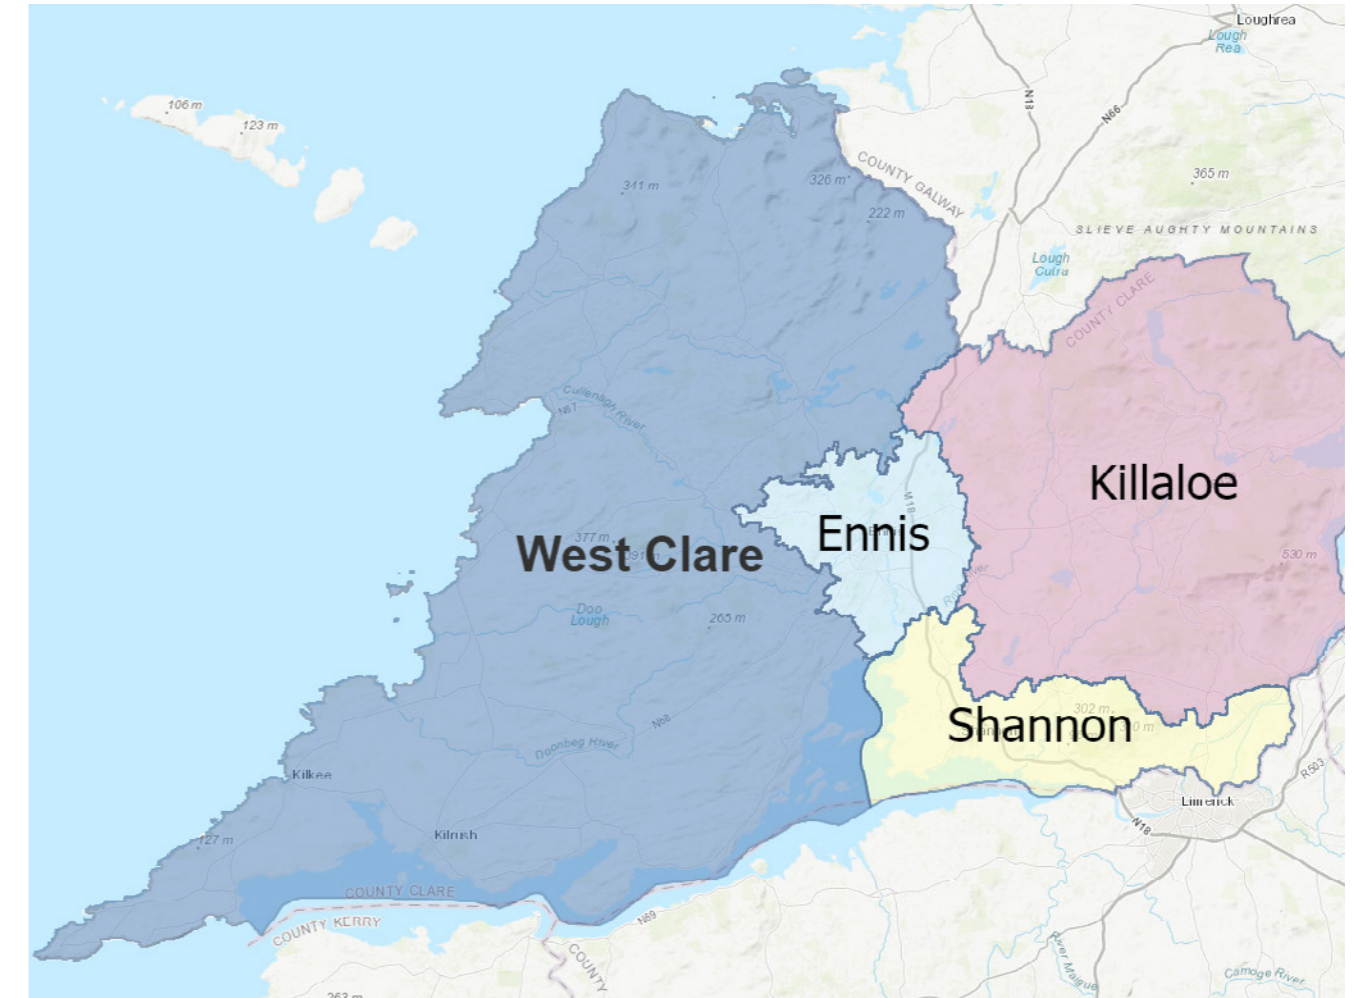 Loughrea
Lough
Rea
106 m
123 m
N18
N66
COUNTY GALWAY
341 m
326 m
365 m
222 m
SLIEVE AUGHTY MOUNTAINS
Lough
Cutra
COUNTY CLARE
Cullenagh River
N67
Killaloe
M18
Ennis
West Clare
377 m
530 m
Doo
Lough
265 m
302 m
Shannon
N68
Doonbeg River
Kilkee
R503
Limerick
N18
127 m
Kilrush
COUNTY CLARE
COUNTY KERRY
N69
COUNTY
River Maigue
Camoge River
263 m